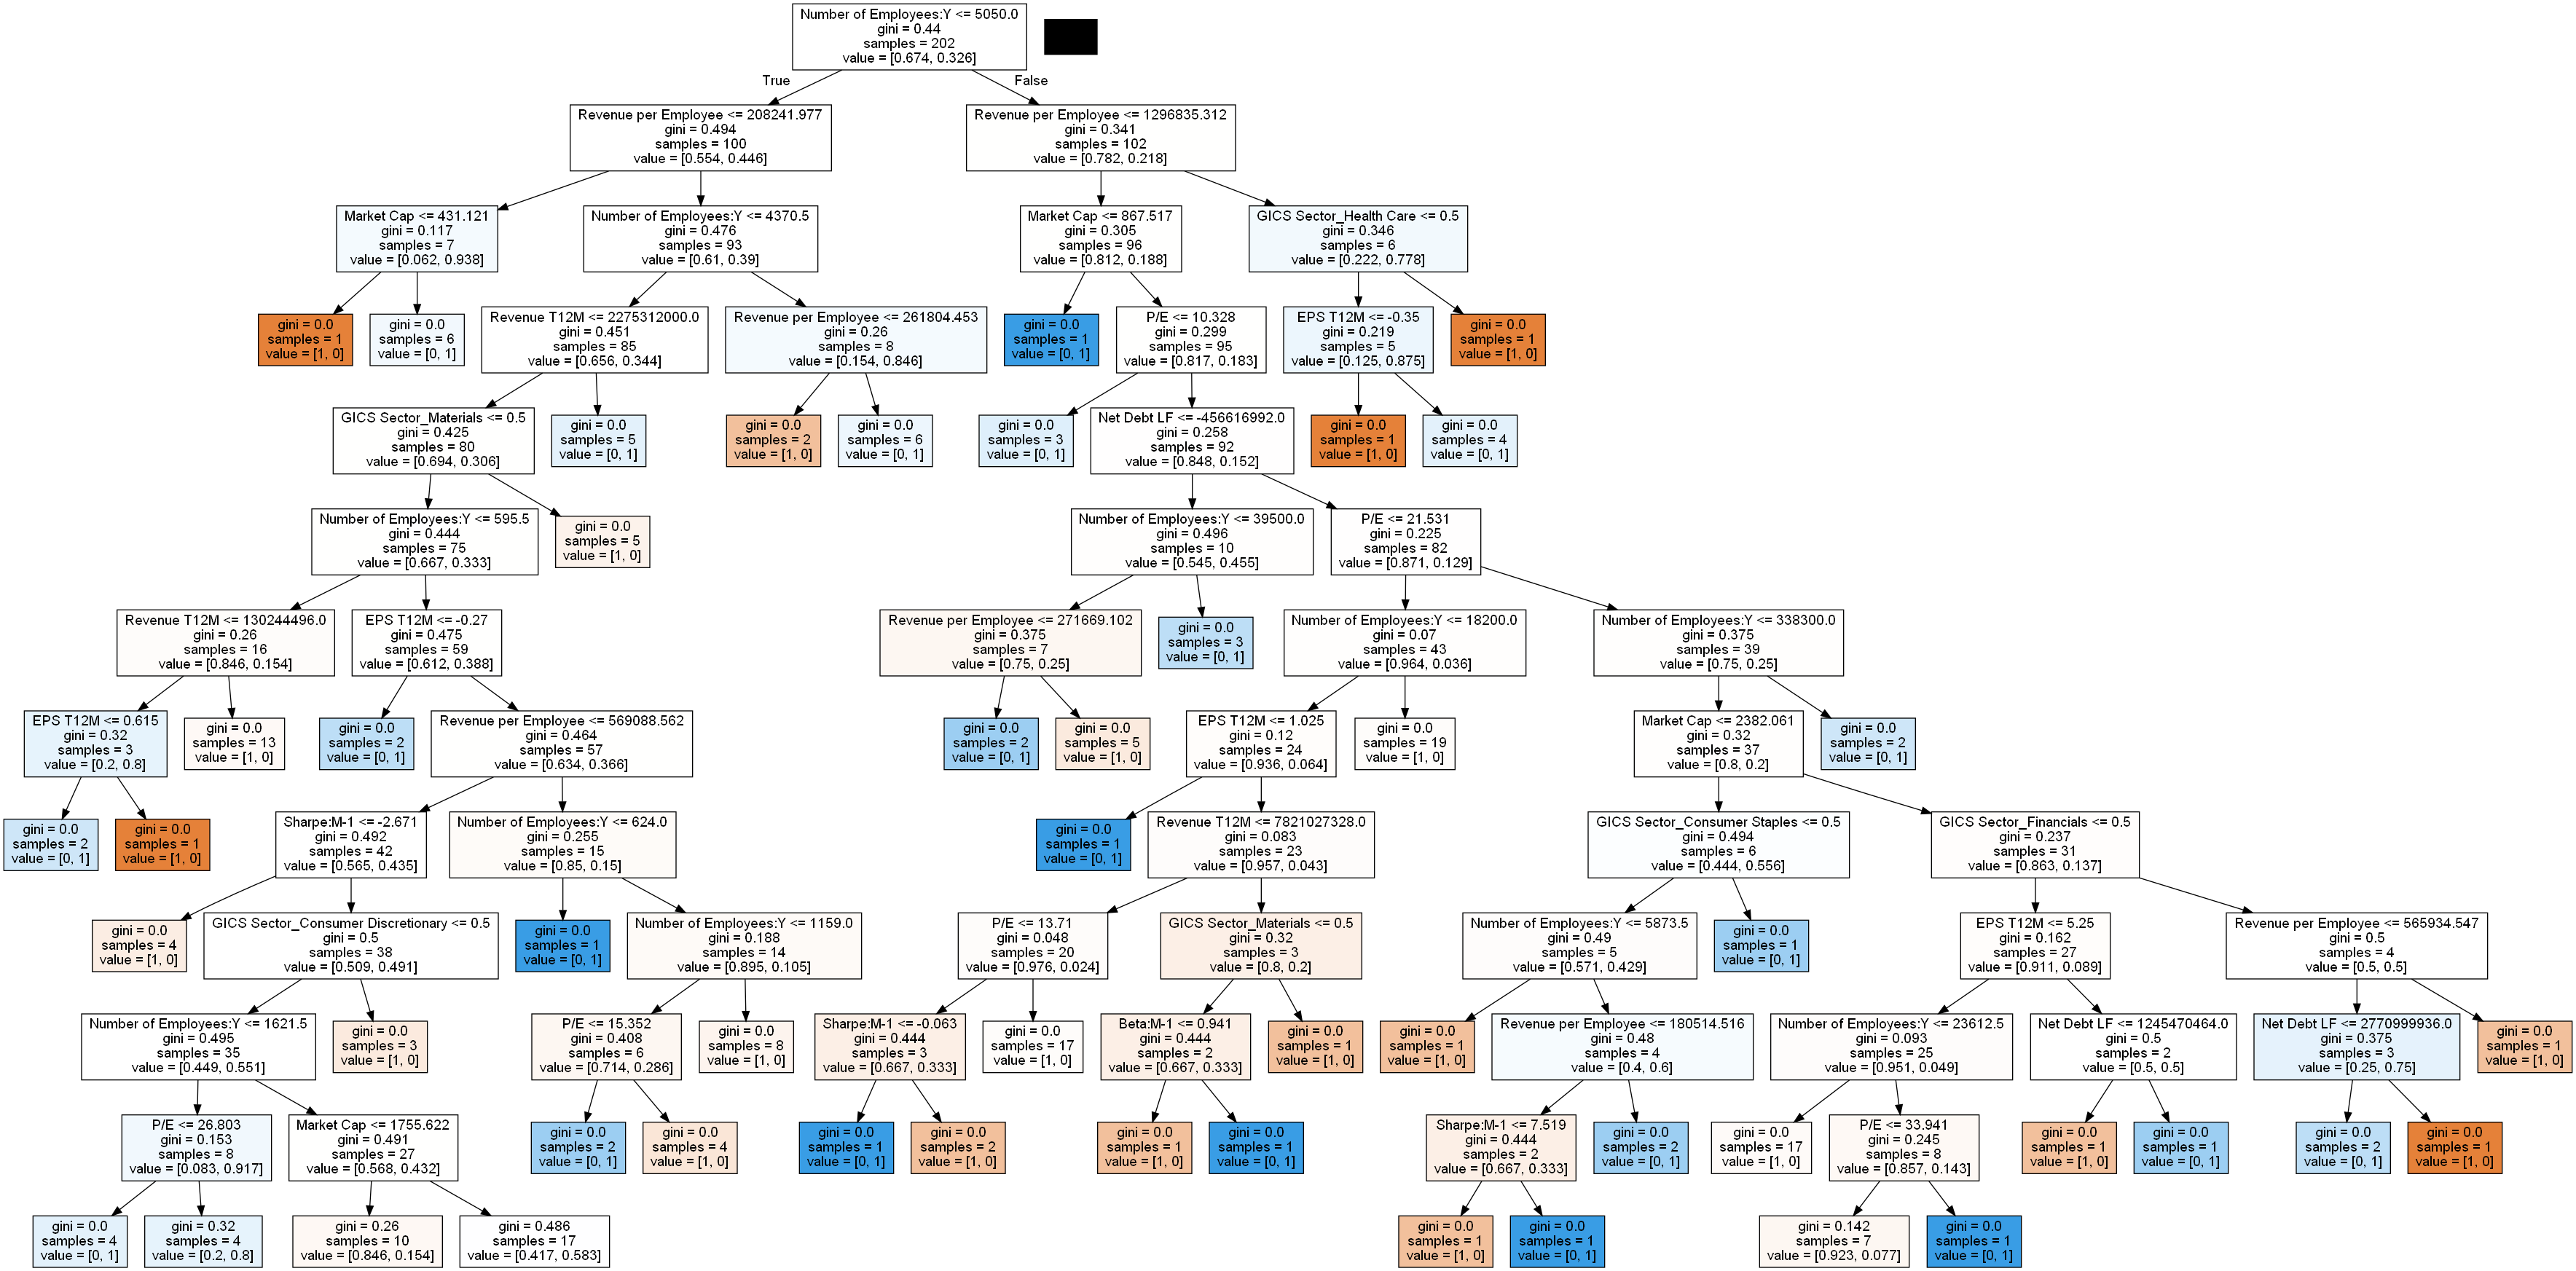 Number of Employees:Y <= 5050.0
gini = 0.44
samples = 202
value = [0.674, 0.326]
True
False
Revenue per Employee <= 208241.977
gini = 0.494
samples = 100
value = [0.554, 0.446]
Revenue per Employee <= 1296835.312
gini = 0.341
samples = 102
value = [0.782, 0.218]
Market Cap <= 431.121
gini = 0.117
samples = 7
value = [0.062, 0.938]
Number of Employees:Y <= 4370.5
gini = 0.476
samples = 93
value = [0.61, 0.39]
Market Cap <= 867.517
gini = 0.305
samples = 96
value = [0.812, 0.188]
GICS Sector_Health Care <= 0.5
gini = 0.346
samples = 6
value = [0.222, 0.778]
gini = 0.0
samples = 1
value = [1, 0]
gini = 0.0
samples = 6
value = [0, 1]
Revenue T12M <= 2275312000.0
gini = 0.451
samples = 85
value = [0.656, 0.344]
Revenue per Employee <= 261804.453
gini = 0.26
samples = 8
value = [0.154, 0.846]
gini = 0.0
samples = 1
value = [0, 1]
P/E <= 10.328
gini = 0.299
samples = 95
value = [0.817, 0.183]
EPS T12M <= -0.35
gini = 0.219
samples = 5
value = [0.125, 0.875]
gini = 0.0
samples = 1
value = [1, 0]
GICS Sector_Materials <= 0.5
gini = 0.425
samples = 80
value = [0.694, 0.306]
gini = 0.0
samples = 5
value = [0, 1]
gini = 0.0
samples = 2
value = [1, 0]
gini = 0.0
samples = 6
value = [0, 1]
gini = 0.0
samples = 3
value = [0, 1]
Net Debt LF <= -456616992.0
gini = 0.258
samples = 92
value = [0.848, 0.152]
gini = 0.0
samples = 1
value = [1, 0]
gini = 0.0
samples = 4
value = [0, 1]
Number of Employees:Y <= 595.5
gini = 0.444
samples = 75
value = [0.667, 0.333]
gini = 0.0
samples = 5
value = [1, 0]
Number of Employees:Y <= 39500.0
gini = 0.496
samples = 10
value = [0.545, 0.455]
P/E <= 21.531
gini = 0.225
samples = 82
value = [0.871, 0.129]
Revenue T12M <= 130244496.0
gini = 0.26
samples = 16
value = [0.846, 0.154]
EPS T12M <= -0.27
gini = 0.475
samples = 59
value = [0.612, 0.388]
Revenue per Employee <= 271669.102
gini = 0.375
samples = 7
value = [0.75, 0.25]
gini = 0.0
samples = 3
value = [0, 1]
Number of Employees:Y <= 18200.0
gini = 0.07
samples = 43
value = [0.964, 0.036]
Number of Employees:Y <= 338300.0
gini = 0.375
samples = 39
value = [0.75, 0.25]
EPS T12M <= 0.615
gini = 0.32
samples = 3
value = [0.2, 0.8]
gini = 0.0
samples = 13
value = [1, 0]
gini = 0.0
samples = 2
value = [0, 1]
Revenue per Employee <= 569088.562
gini = 0.464
samples = 57
value = [0.634, 0.366]
gini = 0.0
samples = 2
value = [0, 1]
gini = 0.0
samples = 5
value = [1, 0]
EPS T12M <= 1.025
gini = 0.12
samples = 24
value = [0.936, 0.064]
gini = 0.0
samples = 19
value = [1, 0]
Market Cap <= 2382.061
gini = 0.32
samples = 37
value = [0.8, 0.2]
gini = 0.0
samples = 2
value = [0, 1]
gini = 0.0
samples = 2
value = [0, 1]
gini = 0.0
samples = 1
value = [1, 0]
Sharpe:M-1 <= -2.671
gini = 0.492
samples = 42
value = [0.565, 0.435]
Number of Employees:Y <= 624.0
gini = 0.255
samples = 15
value = [0.85, 0.15]
gini = 0.0
samples = 1
value = [0, 1]
Revenue T12M <= 7821027328.0
gini = 0.083
samples = 23
value = [0.957, 0.043]
GICS Sector_Consumer Staples <= 0.5
gini = 0.494
samples = 6
value = [0.444, 0.556]
GICS Sector_Financials <= 0.5
gini = 0.237
samples = 31
value = [0.863, 0.137]
gini = 0.0
samples = 4
value = [1, 0]
GICS Sector_Consumer Discretionary <= 0.5
gini = 0.5
samples = 38
value = [0.509, 0.491]
gini = 0.0
samples = 1
value = [0, 1]
Number of Employees:Y <= 1159.0
gini = 0.188
samples = 14
value = [0.895, 0.105]
P/E <= 13.71
gini = 0.048
samples = 20
value = [0.976, 0.024]
GICS Sector_Materials <= 0.5
gini = 0.32
samples = 3
value = [0.8, 0.2]
Number of Employees:Y <= 5873.5
gini = 0.49
samples = 5
value = [0.571, 0.429]
gini = 0.0
samples = 1
value = [0, 1]
EPS T12M <= 5.25
gini = 0.162
samples = 27
value = [0.911, 0.089]
Revenue per Employee <= 565934.547
gini = 0.5
samples = 4
value = [0.5, 0.5]
Number of Employees:Y <= 1621.5
gini = 0.495
samples = 35
value = [0.449, 0.551]
gini = 0.0
samples = 3
value = [1, 0]
P/E <= 15.352
gini = 0.408
samples = 6
value = [0.714, 0.286]
gini = 0.0
samples = 8
value = [1, 0]
Sharpe:M-1 <= -0.063
gini = 0.444
samples = 3
value = [0.667, 0.333]
gini = 0.0
samples = 17
value = [1, 0]
Beta:M-1 <= 0.941
gini = 0.444
samples = 2
value = [0.667, 0.333]
gini = 0.0
samples = 1
value = [1, 0]
gini = 0.0
samples = 1
value = [1, 0]
Revenue per Employee <= 180514.516
gini = 0.48
samples = 4
value = [0.4, 0.6]
Number of Employees:Y <= 23612.5
gini = 0.093
samples = 25
value = [0.951, 0.049]
Net Debt LF <= 1245470464.0
gini = 0.5
samples = 2
value = [0.5, 0.5]
Net Debt LF <= 2770999936.0
gini = 0.375
samples = 3
value = [0.25, 0.75]
gini = 0.0
samples = 1
value = [1, 0]
P/E <= 26.803
gini = 0.153
samples = 8
value = [0.083, 0.917]
Market Cap <= 1755.622
gini = 0.491
samples = 27
value = [0.568, 0.432]
gini = 0.0
samples = 2
value = [0, 1]
gini = 0.0
samples = 4
value = [1, 0]
gini = 0.0
samples = 1
value = [0, 1]
gini = 0.0
samples = 2
value = [1, 0]
gini = 0.0
samples = 1
value = [1, 0]
gini = 0.0
samples = 1
value = [0, 1]
Sharpe:M-1 <= 7.519
gini = 0.444
samples = 2
value = [0.667, 0.333]
gini = 0.0
samples = 2
value = [0, 1]
gini = 0.0
samples = 17
value = [1, 0]
P/E <= 33.941
gini = 0.245
samples = 8
value = [0.857, 0.143]
gini = 0.0
samples = 1
value = [1, 0]
gini = 0.0
samples = 1
value = [0, 1]
gini = 0.0
samples = 2
value = [0, 1]
gini = 0.0
samples = 1
value = [1, 0]
gini = 0.0
samples = 4
value = [0, 1]
gini = 0.32
samples = 4
value = [0.2, 0.8]
gini = 0.26
samples = 10
value = [0.846, 0.154]
gini = 0.486
samples = 17
value = [0.417, 0.583]
gini = 0.0
samples = 1
value = [1, 0]
gini = 0.0
samples = 1
value = [0, 1]
gini = 0.142
samples = 7
value = [0.923, 0.077]
gini = 0.0
samples = 1
value = [0, 1]